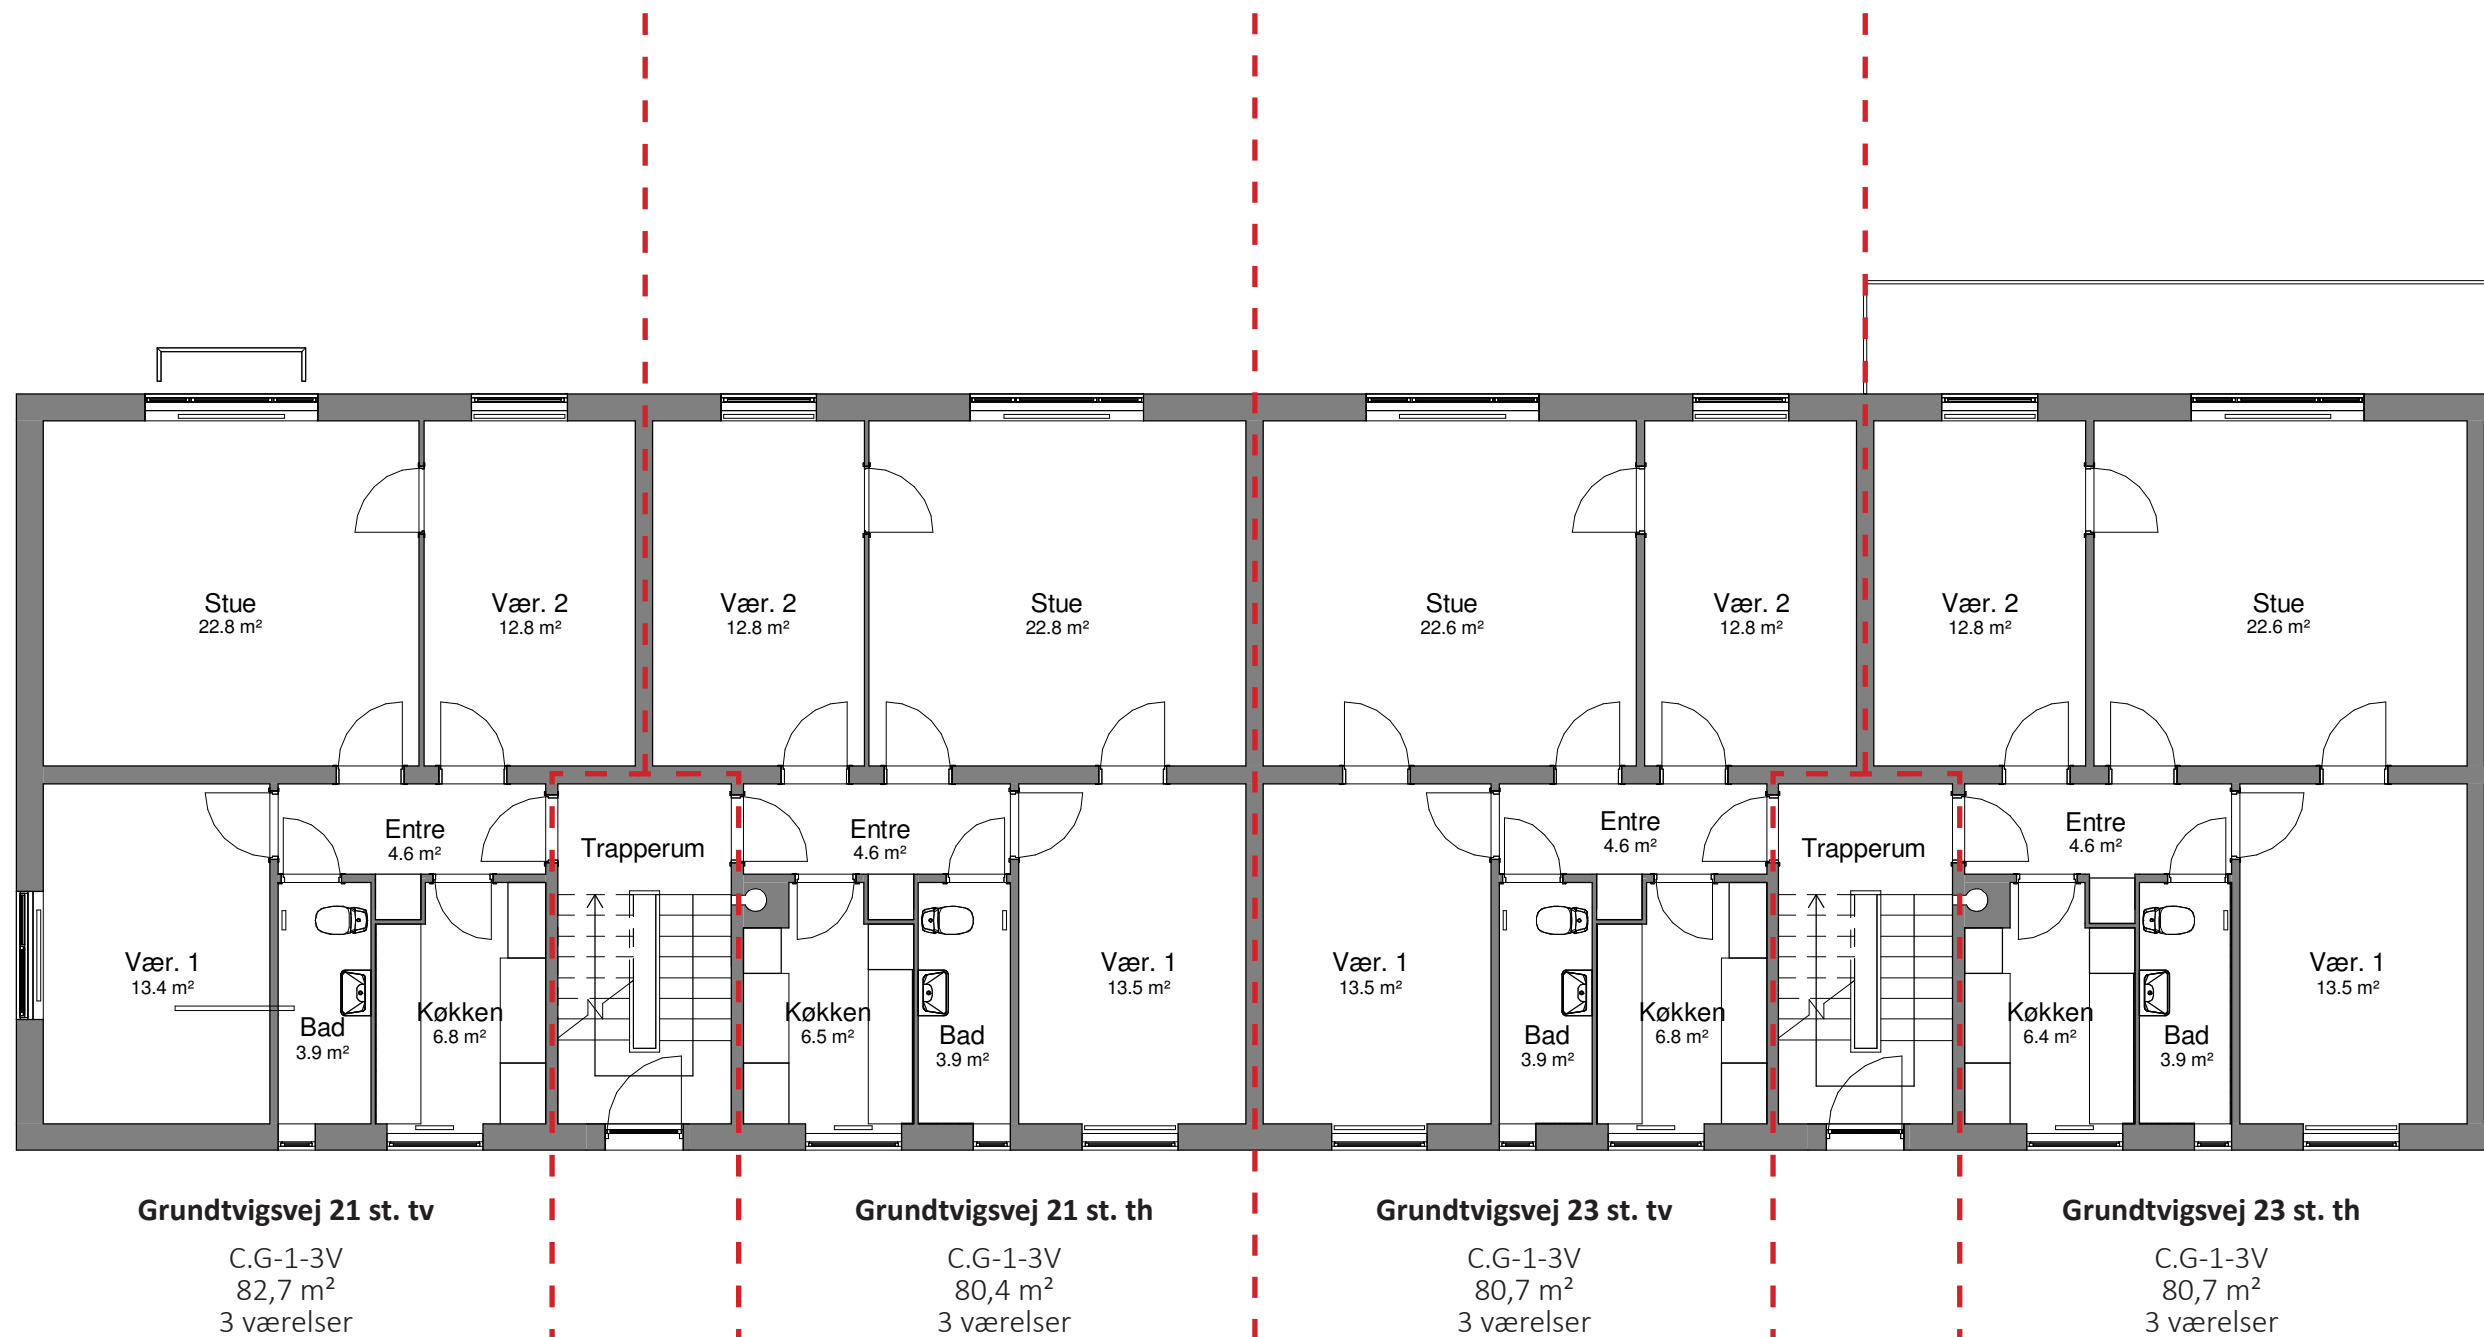 Stue
22.8 m²
Vær. 2
12.8 m²
Vær. 2
12.8 m²
Stue
22.8 m²
Stue
22.6 m²
Vær. 2
12.8 m²
Vær. 2
12.8 m²
Stue
22.6 m²
Entre
4.6 m²
Trapperum
Entre
4.6 m²
Entre
4.6 m²
Trapperum
Entre
4.6 m²
Vær. 1
13.4 m²
Bad
3.9 m²
Køkken
6.8 m²
Køkken
6.5 m²
Bad
3.9 m²
Vær. 1
13.5 m²
Vær. 1
13.5 m²
Bad
3.9 m²
Køkken
6.8 m²
Køkken
6.4 m²
Bad
3.9 m²
Vær. 1
13.5 m²
Grundtvigsvej 21 st. tv
C.G-1-3V
82,7 m²
3 værelser
Grundtvigsvej 21 st. th
C.G-1-3V
80,4 m²
3 værelser
Grundtvigsvej 23 st. tv
C.G-1-3V
80,7 m²
3 værelser
Grundtvigsvej 23 st. th
C.G-1-3V
80,7 m²
3 værelser